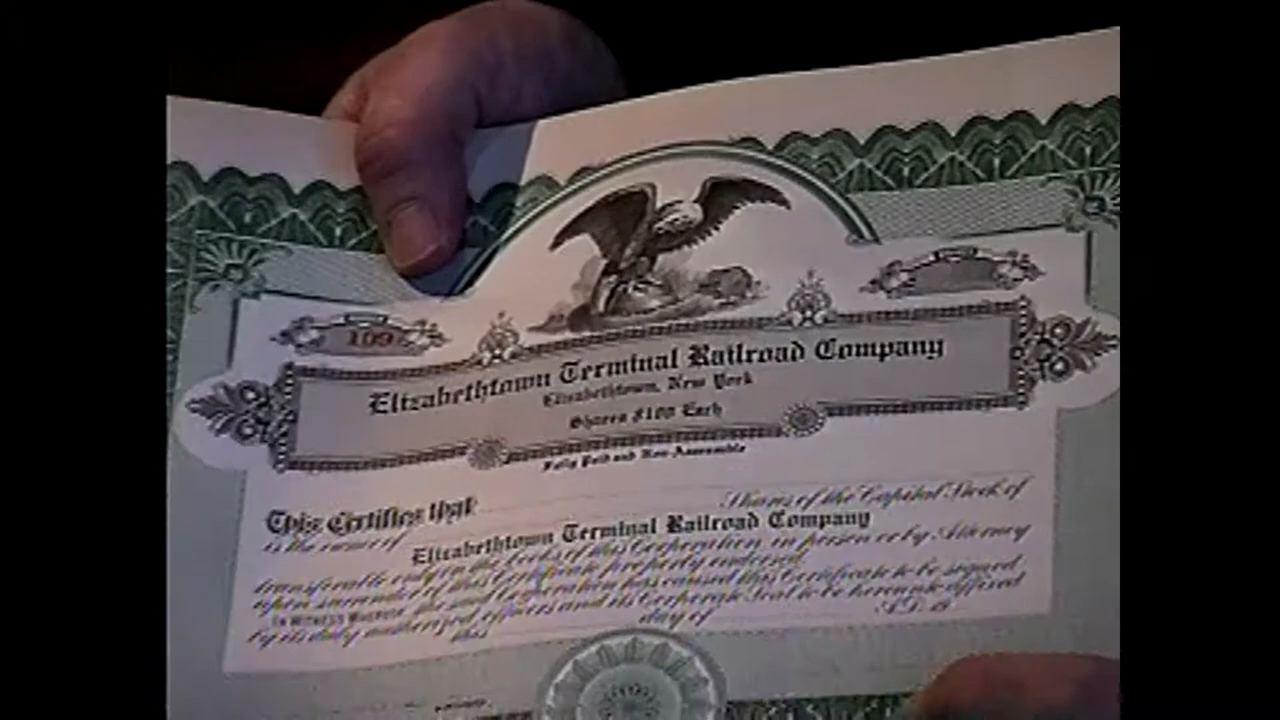 109
Elizabethtown Terminal Railroad Company
Elizabethtown, New York
Shares $100 Each
Fully Paid and Non-Assessable
This Certifies that
is the owner of
Shares of the Capital Stock of
Elizabethtown Terminal Railroad Company
transferable only on the books of this Corporation, in person or by Attorney
upon surrender of this Certificate properly endorsed.
IN WITNESS WHEREOF, the said Corporation has caused this Certificate to be signed
by its duly authorized officers and its Corporate Seal to be hereunto affixed
this day of A.D. 19